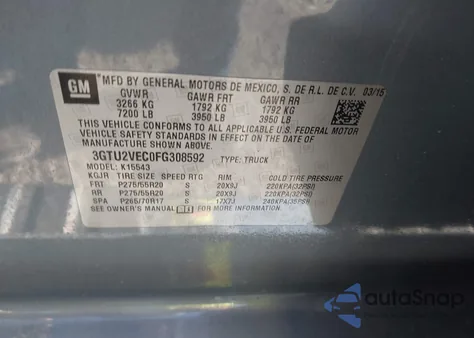 GM MFD BY GENERAL MOTORS DE MEXICO, S. DE R.L. DE C.V. 03/15
GVWR GAWR FRT GAWR RR
3266 KG 1792 KG 1792 KG
7200 LB 3950 LB 3950 LB
THIS VEHICLE CONFORMS TO ALL APPLICABLE U.S. FEDERAL MOTOR
VEHICLE SAFETY STANDARDS IN EFFECT ON THE DATE OF
MANUFACTURE SHOWN ABOVE.
3GTU2VEC0FG308592 TYPE: TRUCK
MODEL: K15543
KGJR TIRE SIZE SPEED RTG RIM COLD TIRE PRESSURE
FRT P275/55R20 S 20X9J 220KPA(32PSI)
RR P275/55R20 S 20X9J 220KPA(32PSI)
SPA P265/70R17 S 17X7J 240KPA(35PSI)
SEE OWNER'S MANUAL FOR ADDITIONAL INFORMATION.
autoSnap